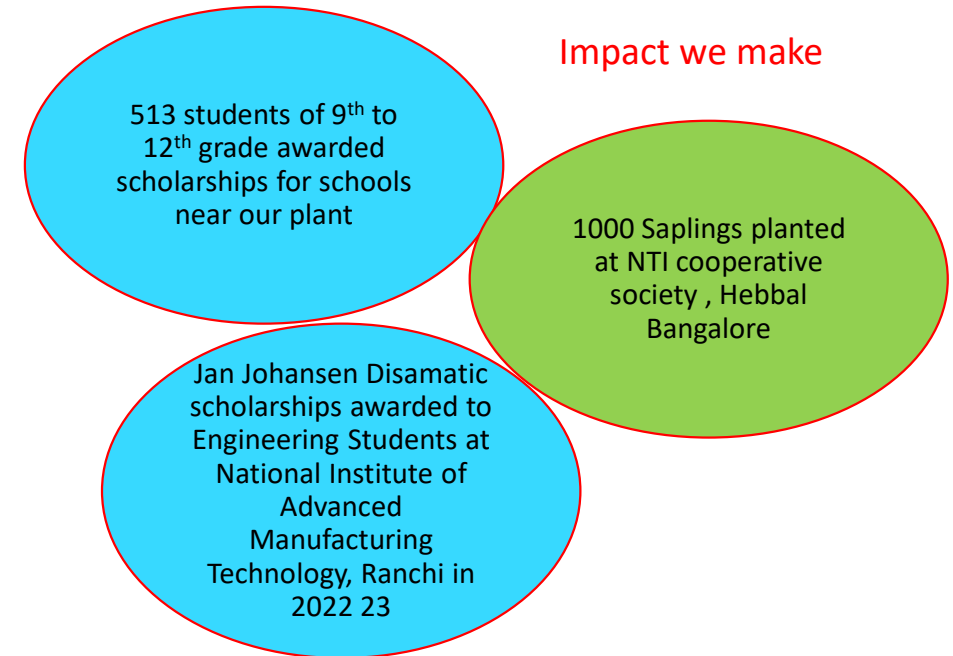 Impact we make
513 students of 9th to
12th grade awarded
scholarships for schools
near our plant
1000 Saplings planted
at NTI cooperative
society , Hebbal
Bangalore
Jan Johansen Disamatic
scholarships awarded to
Engineering Students at
National Institute of
Advanced
Manufacturing
Technology, Ranchi in
2022 23